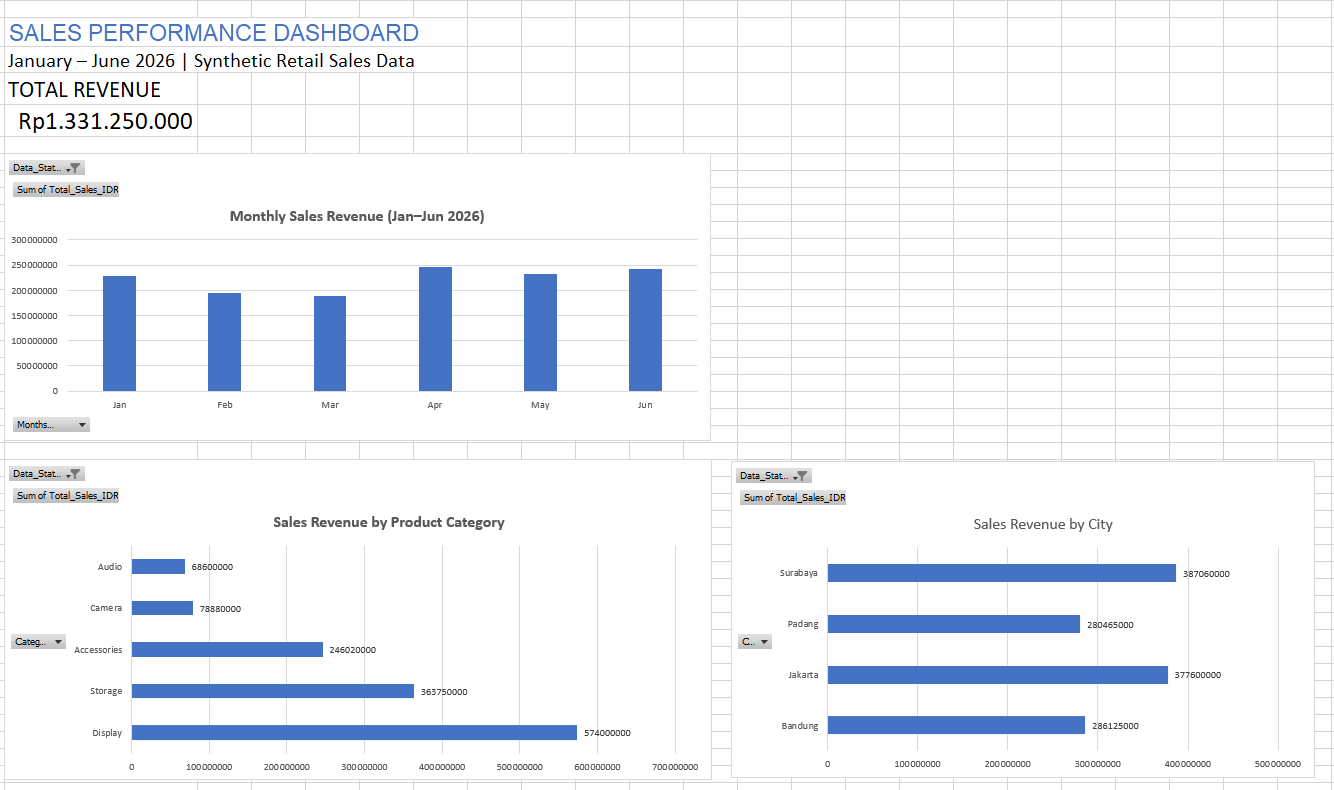 SALES PERFORMANCE DASHBOARD
January – June 2026 | Synthetic Retail Sales Data
TOTAL REVENUE
Rp1.331.250.000
Data_Stat...
Sum of Total_Sales_IDR
Monthly Sales Revenue (Jan–Jun 2026)
300000000
250000000
200000000
150000000
100000000
50000000
0
Jan Feb Mar Apr May Jun
Months...
Data_Stat...
Sum of Total_Sales_IDR
Sales Revenue by Product Category
Audio 68600000
Camera 78880000
Categ...
Accessories 246020000
Storage 363750000
Display 574000000
0 100000000 200000000 300000000 400000000 500000000 600000000 700000000
Data_Stat...
Sum of Total_Sales_IDR
Sales Revenue by City
Surabaya 387060000
Padang 280465000
C...
Jakarta 377600000
Bandung 286125000
0 100000000 200000000 300000000 400000000 500000000